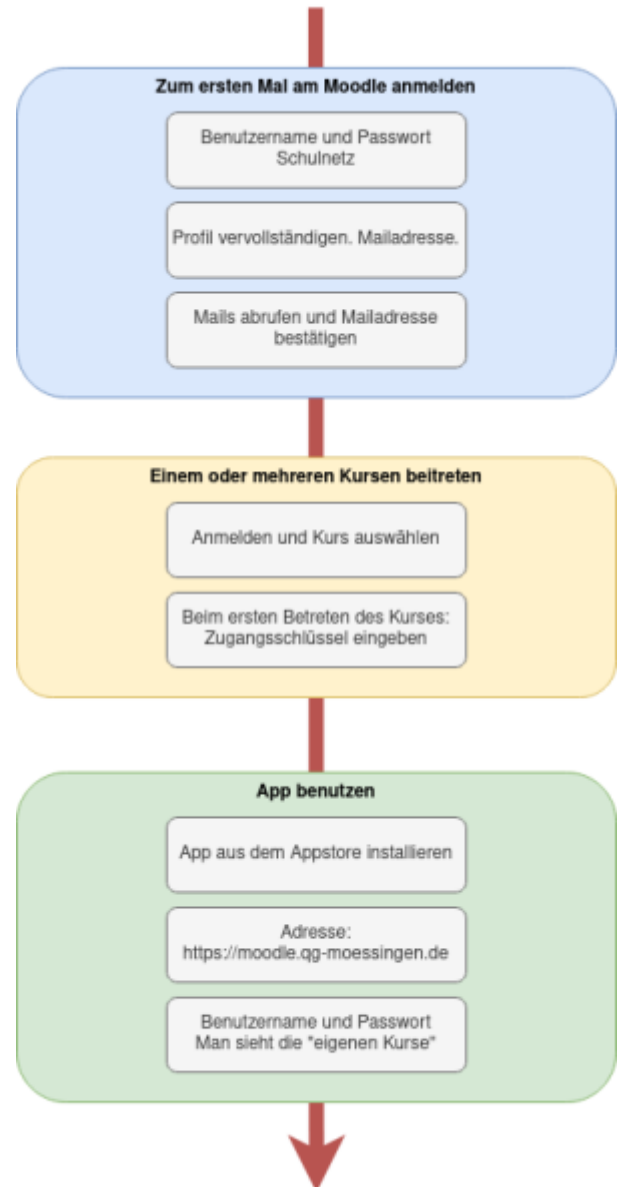 Zum ersten Mal am Moodle anmelden
Benutzername und Passwort
Schulnetz
Profil vervollständigen. Mailadresse.
Mails abrufen und Mailadresse
bestätigen
Einem oder mehreren Kursen beitreten
Anmelden und Kurs auswählen
Beim ersten Betreten des Kurses:
Zugangsschlüssel eingeben
App benutzen
App aus dem Appstore installieren
Adresse:
https://moodle.qg-moessingen.de
Benutzername und Passwort
Man sieht die "eigenen Kurse"